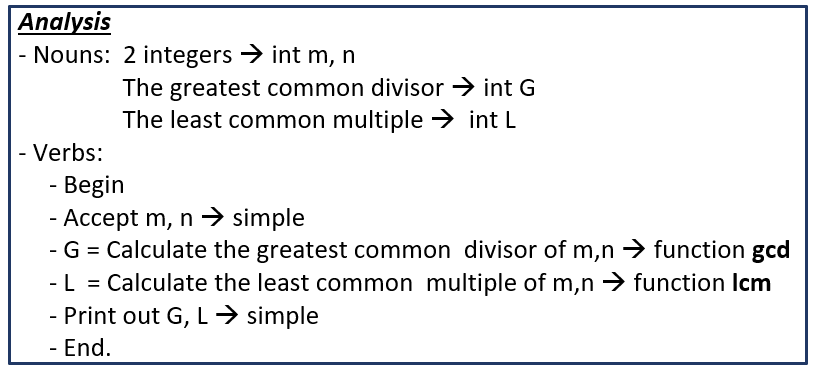 Analysis
- Nouns: 2 integers → int m, n
The greatest common divisor → int G
The least common multiple → int L
- Verbs:
- Begin
- Accept m, n → simple
- G = Calculate the greatest common divisor of m,n → function gcd
- L = Calculate the least common multiple of m,n → function lcm
- Print out G, L → simple
- End.